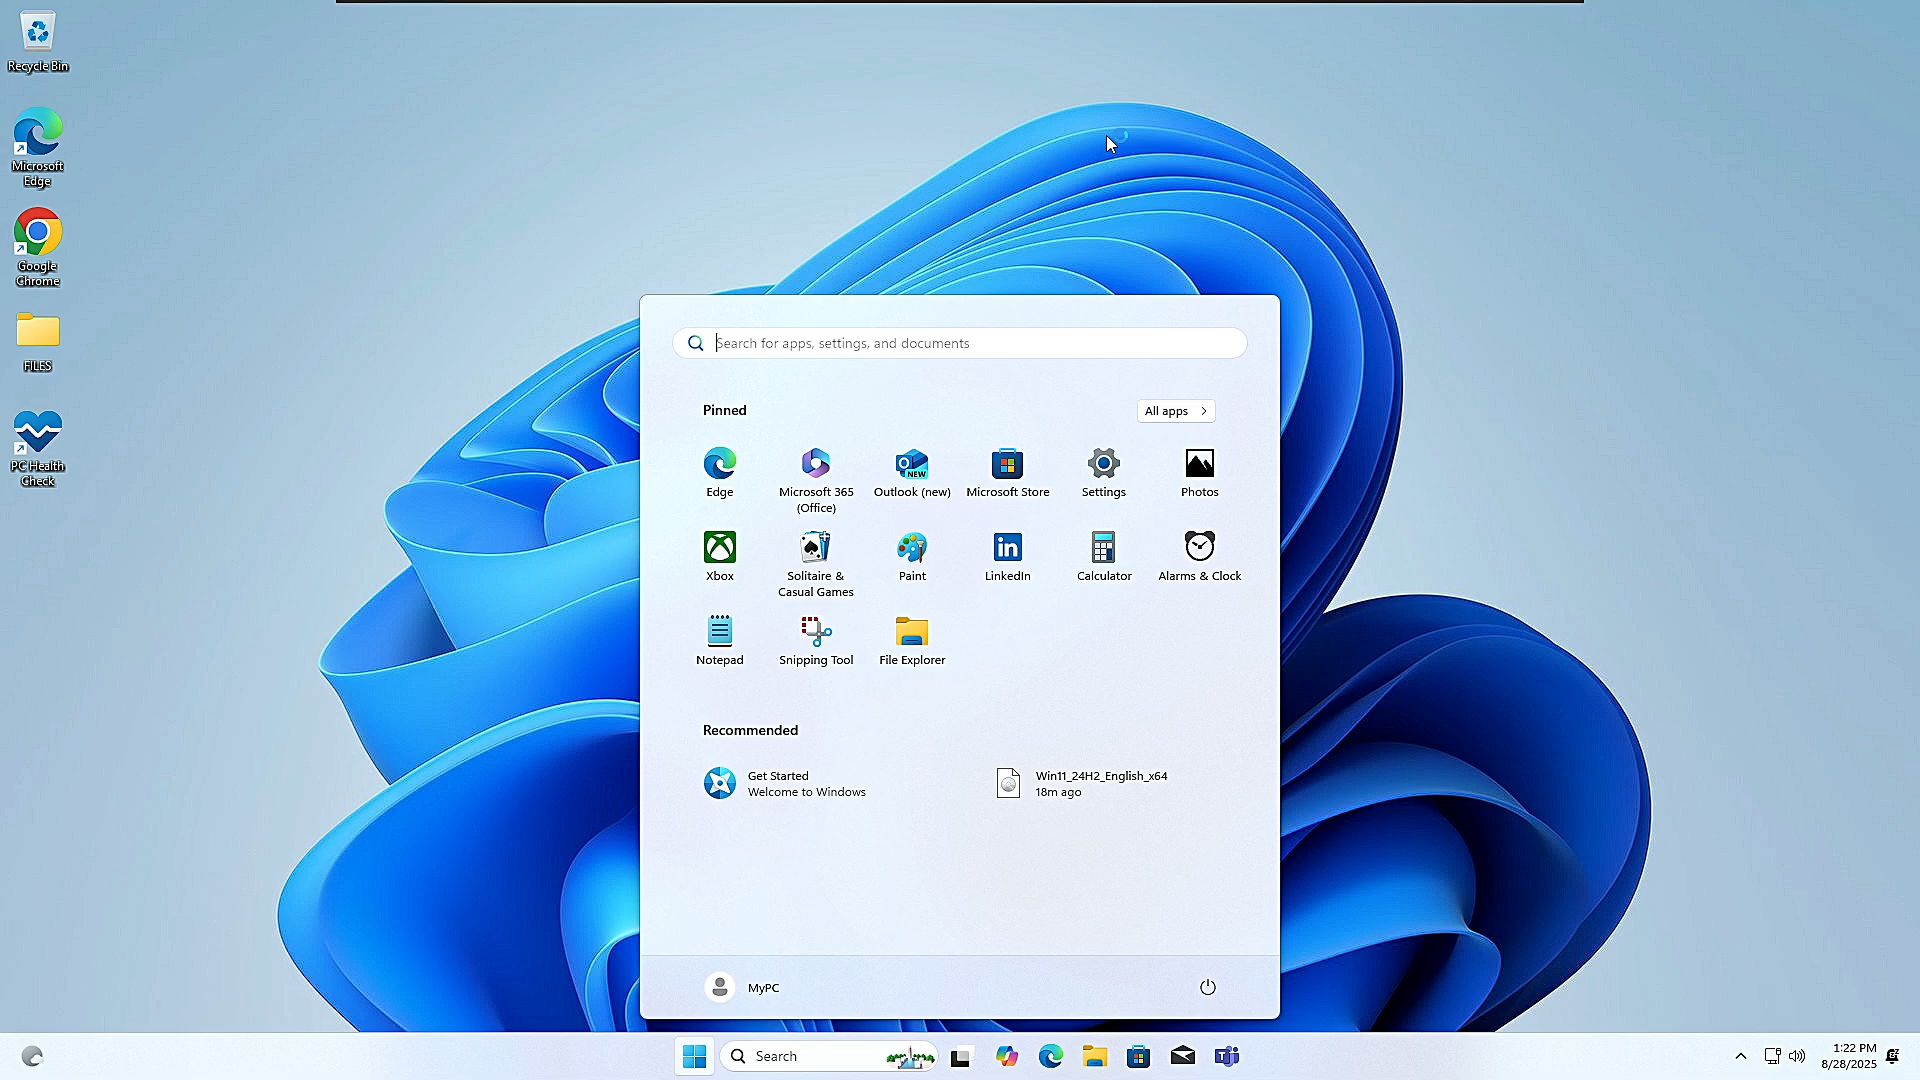 Recycle Bin
Microsoft
Edge
Google
Chrome
FILES
PC Health
Check
Search for apps, settings, and documents
Pinned
All apps
Edge
Microsoft 365
(Office)
Outlook (new)
NEW
Microsoft Store
Settings
Photos
Xbox
Solitaire &
Casual Games
Paint
in
LinkedIn
Calculator
Alarms & Clock
Notepad
Snipping Tool
File Explorer
Recommended
Get Started
Welcome to Windows
Win11_24H2_English_x64
18m ago
MyPC
Search
1:22 PM
8/28/2025